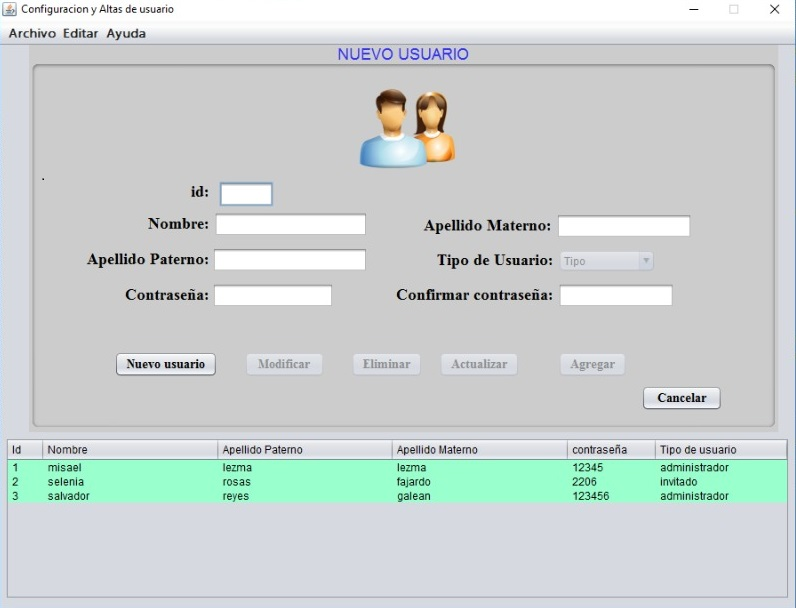 Configuracion y Altas de usuario
Archivo Editar Ayuda
NUEVO USUARIO
id:
Nombre:
Apellido Materno:
Apellido Paterno:
Tipo de Usuario: Tipo
Contraseña:
Confirmar contraseña:
Nuevo usuario Modificar Eliminar Actualizar Agregar
Cancelar
Id Nombre Apellido Paterno Apellido Materno contraseña Tipo de usuario
1 misael lezma lezma 12345 administrador
2 selenia rosas fajardo 2206 invitado
3 salvador reyes galean 123456 administrador